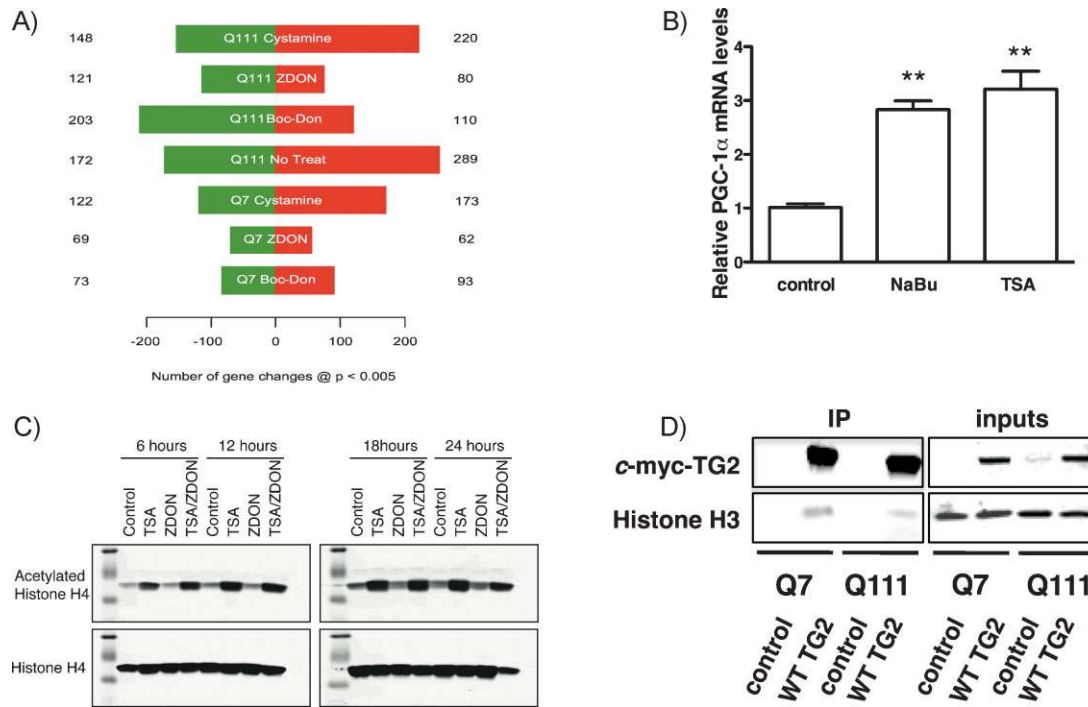 A)
148 Q111 Cystamine 220
121 Q111 ZDON 80
203 Q111Boc-Don 110
172 Q111 No Treat 289
122 Q7 Cystamine 173
69 Q7 ZDON 62
73 Q7 Boc-Don 93
-200 -100 0 100 200
Number of gene changes @ p < 0.005
B)
Relative PGC-1α mRNA levels
4
3
2
1
0
** **
control NaBu TSA
C)
6 hours 12 hours 18hours 24 hours
Control TSA ZDON TSA/ZDON Control TSA ZDON TSA/ZDON Control TSA ZDON TSA/ZDON Control TSA ZDON TSA/ZDON
Acetylated
Histone H4
Histone H4
D)
IP inputs
c-myc-TG2
Histone H3
Q7 Q111 Q7 Q111
control WT TG2 control WT TG2 control WT TG2 control WT TG2